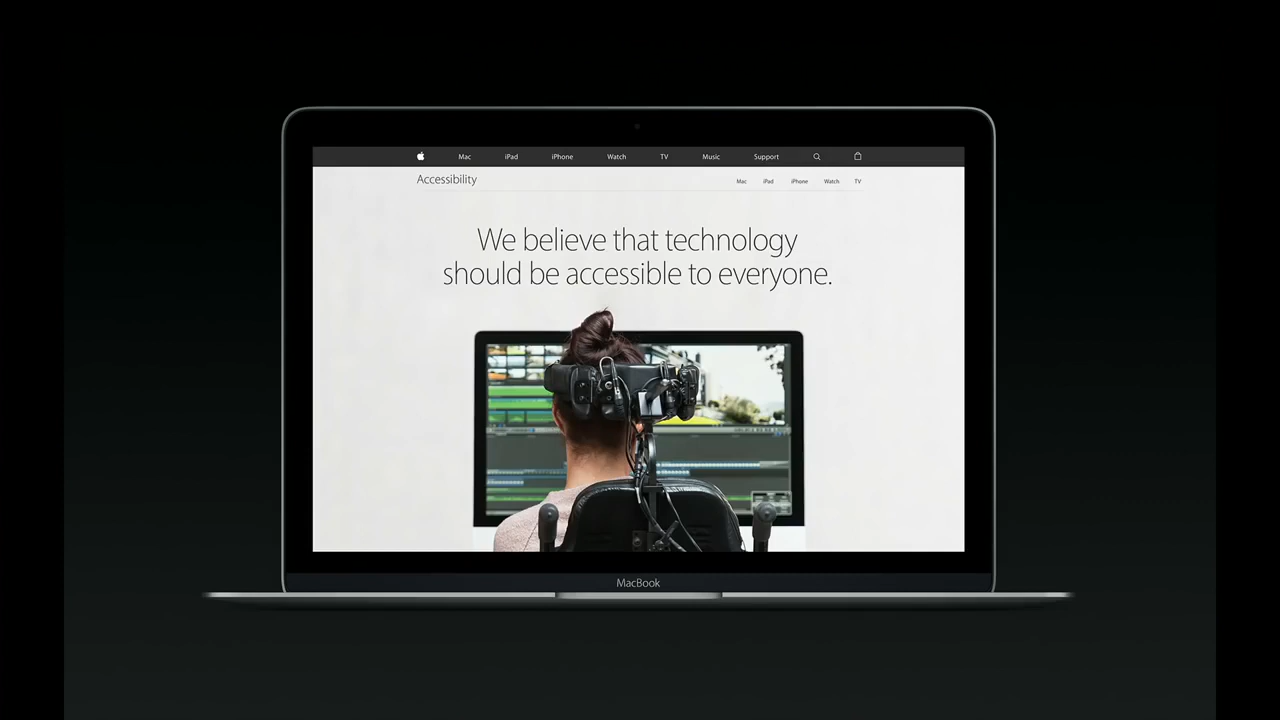 Mac iPad iPhone Watch TV Music Support
Accessibility
Mac iPad iPhone Watch TV
We believe that technology
should be accessible to everyone.
MacBook